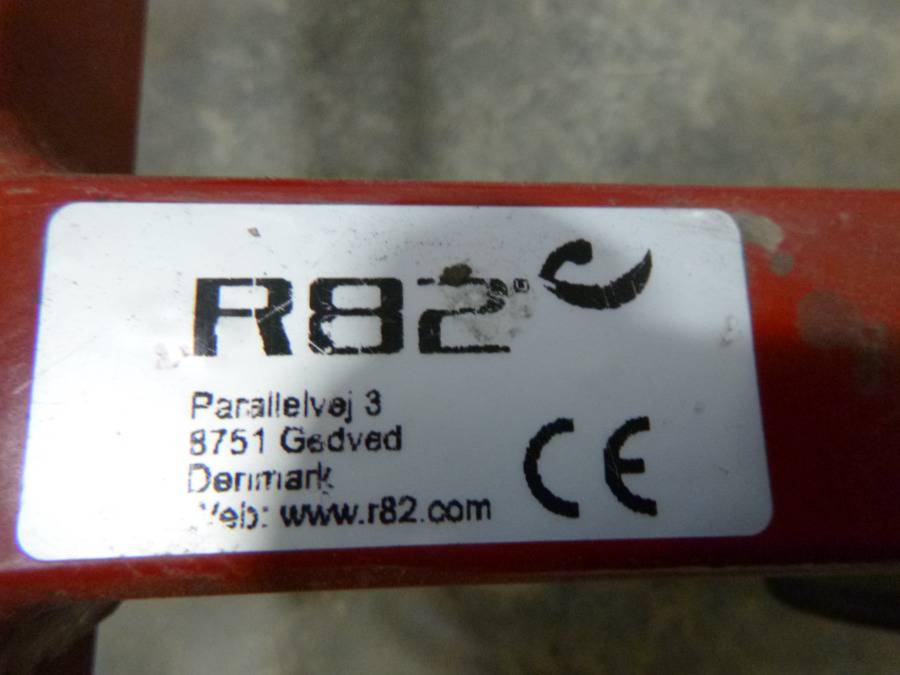 R82
Parallelvej 3
8751 Gedved
Denmark
Web: www.r82.com
CE